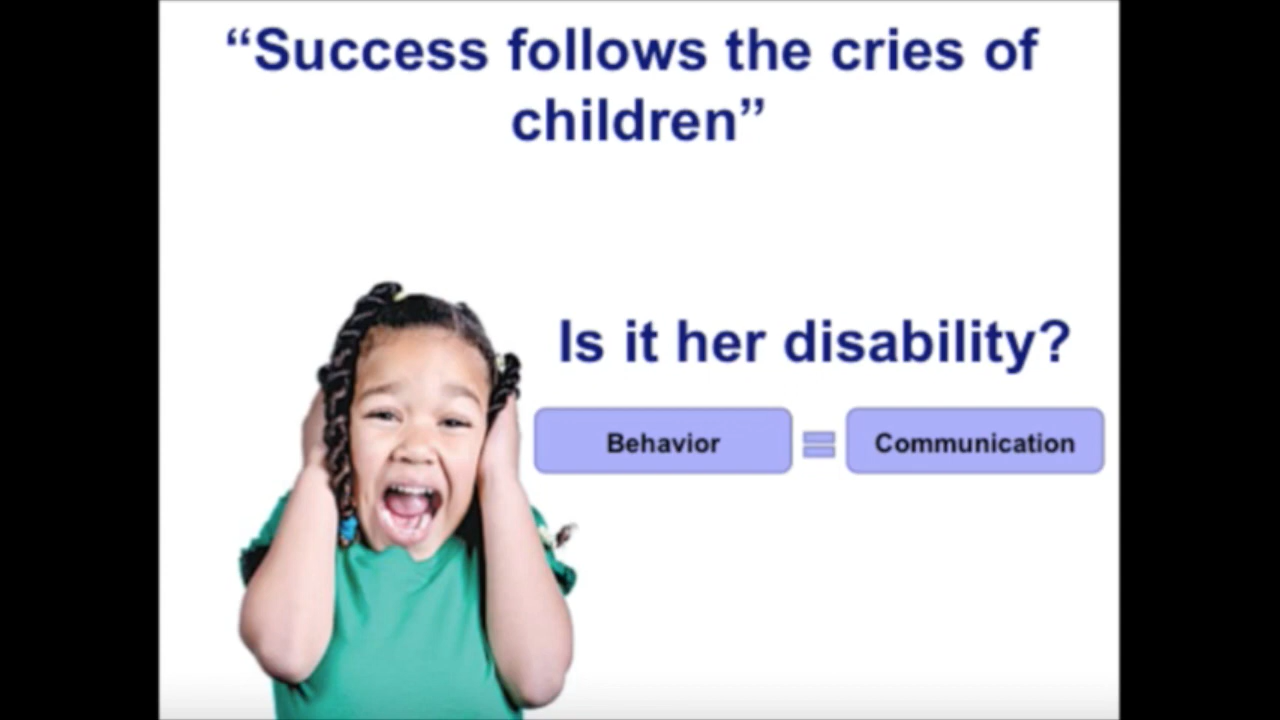 “Success follows the cries of
children”
Is it her disability?
Behavior = Communication